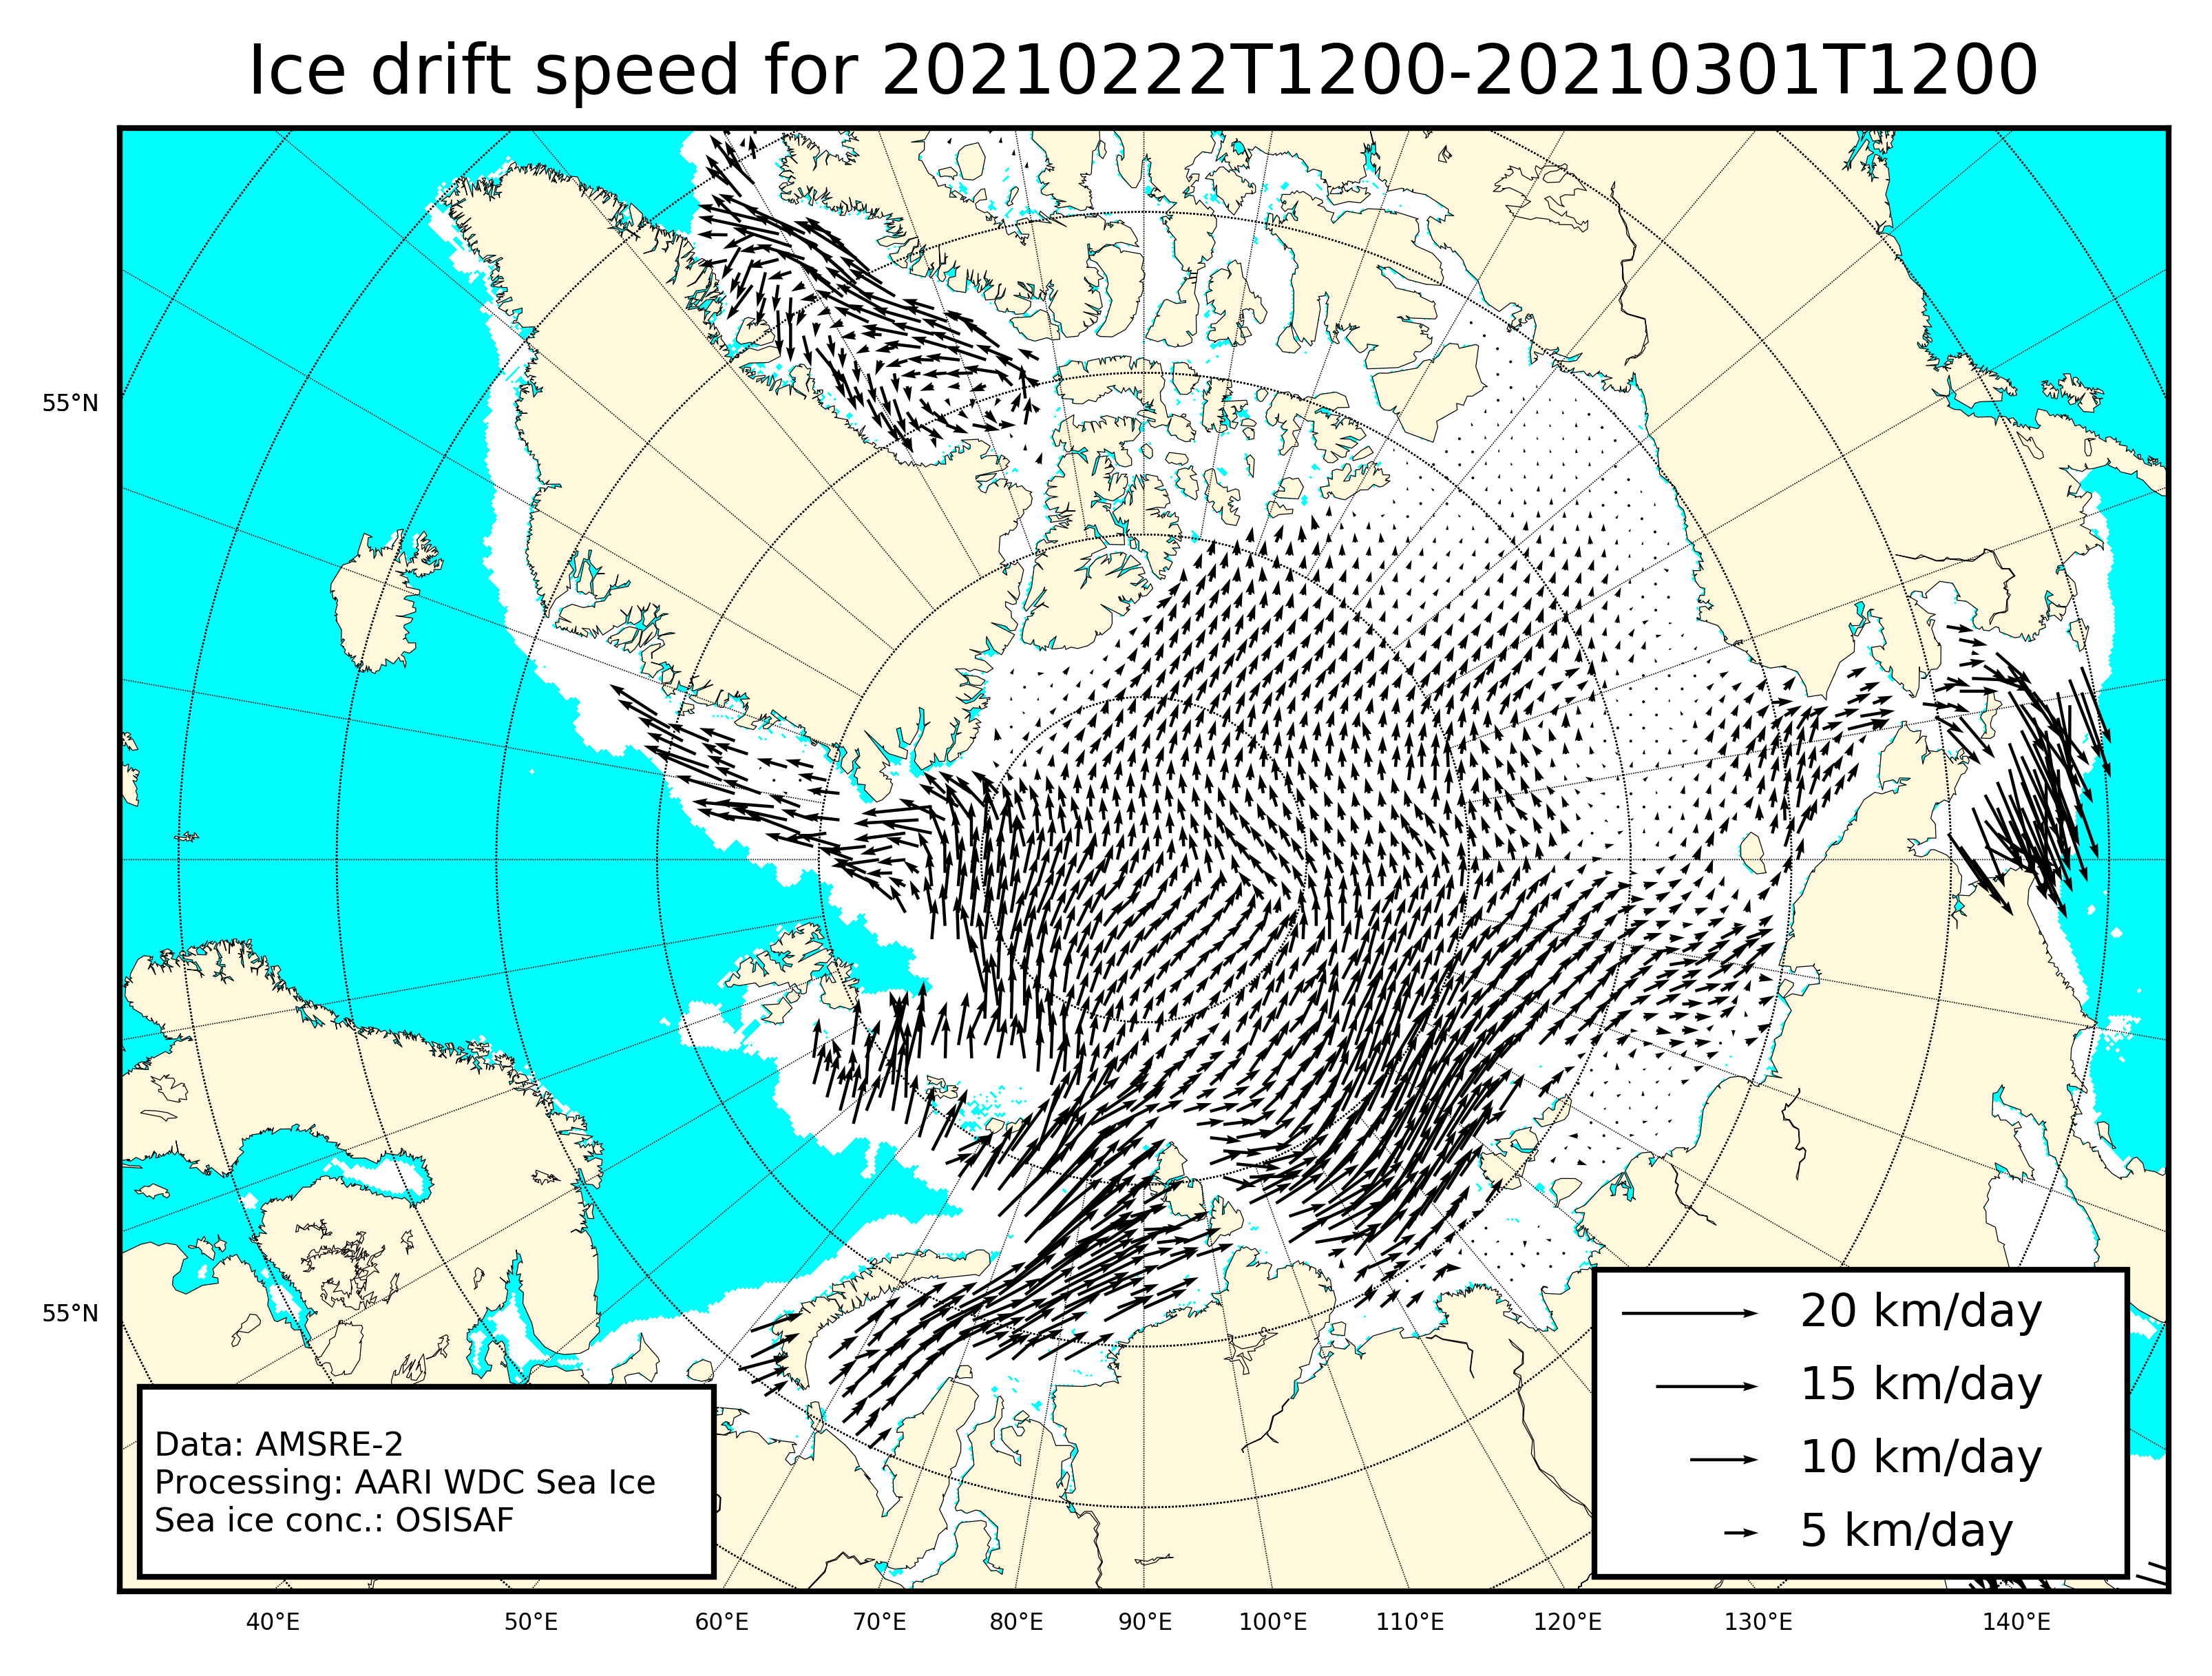 Ice drift speed for 20210222T1200-20210301T1200
55°N
55°N
20 km/day
15 km/day
10 km/day
5 km/day
Data: AMSRE-2
Processing: AARI WDC Sea Ice
Sea ice conc.: OSISAF
40°E 50°E 60°E 70°E 80°E 90°E 100°E 110°E 120°E 130°E 140°E